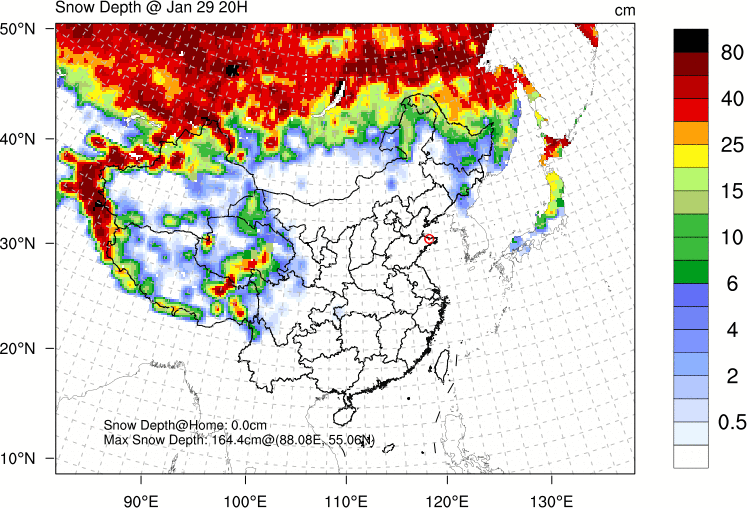 Snow Depth @ Jan 29 20H
cm
50°N
40°N
30°N
20°N
10°N
90°E
100°E
110°E
120°E
130°E
80
40
25
15
10
6
4
2
0.5
Snow Depth@Home: 0.0cm
Max Snow Depth: 164.4cm@(88.08E, 55.06N)